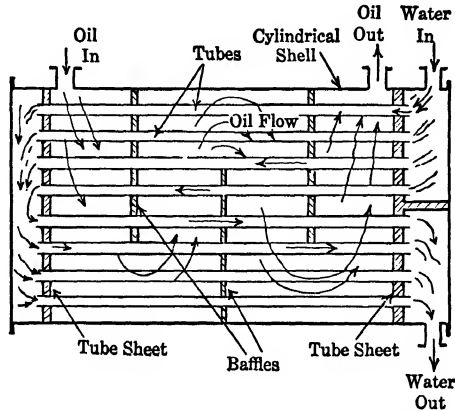 Oil
In
Tubes
Cylindrical
Shell
Oil
Out
Water
In
Oil Flow
Tube Sheet
Baffles
Tube Sheet
Water
Out